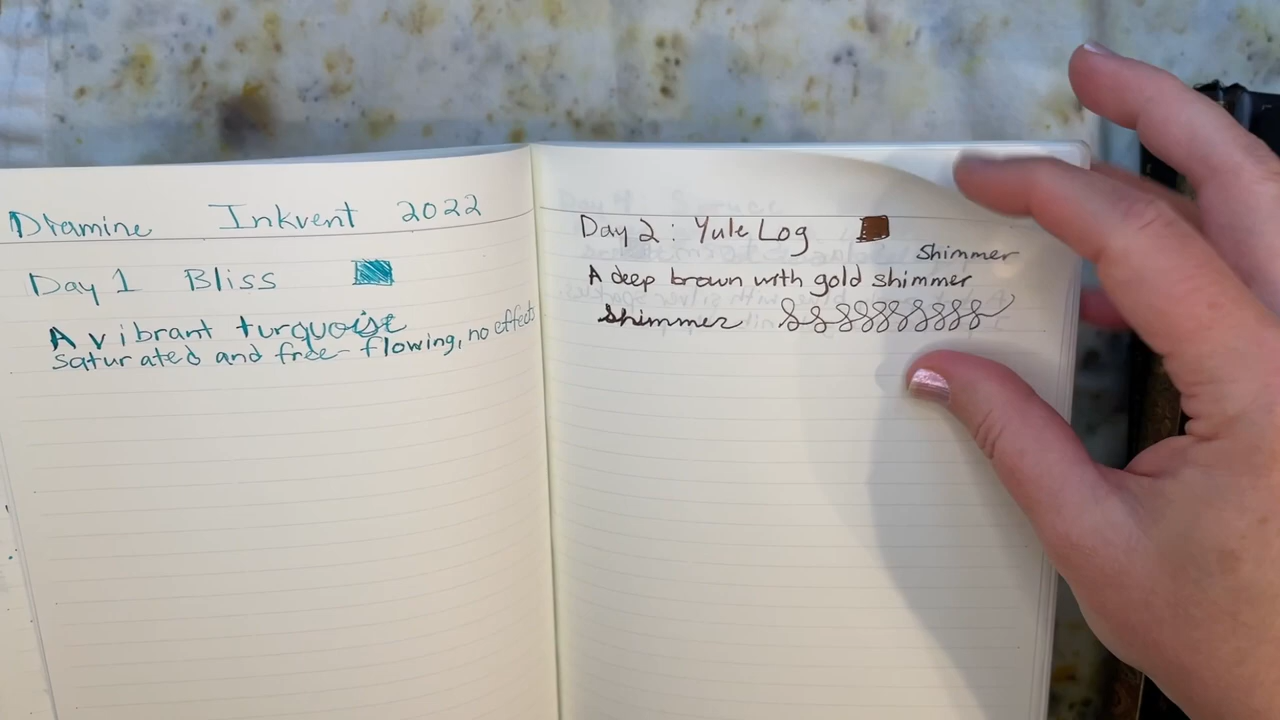 Diamine Inkvent 2022
Day 1 Bliss
A vibrant turquoise
saturated and free-flowing, no effects
Day 2: Yule Log
Shimmer
A deep brown with gold shimmer
Shimmer